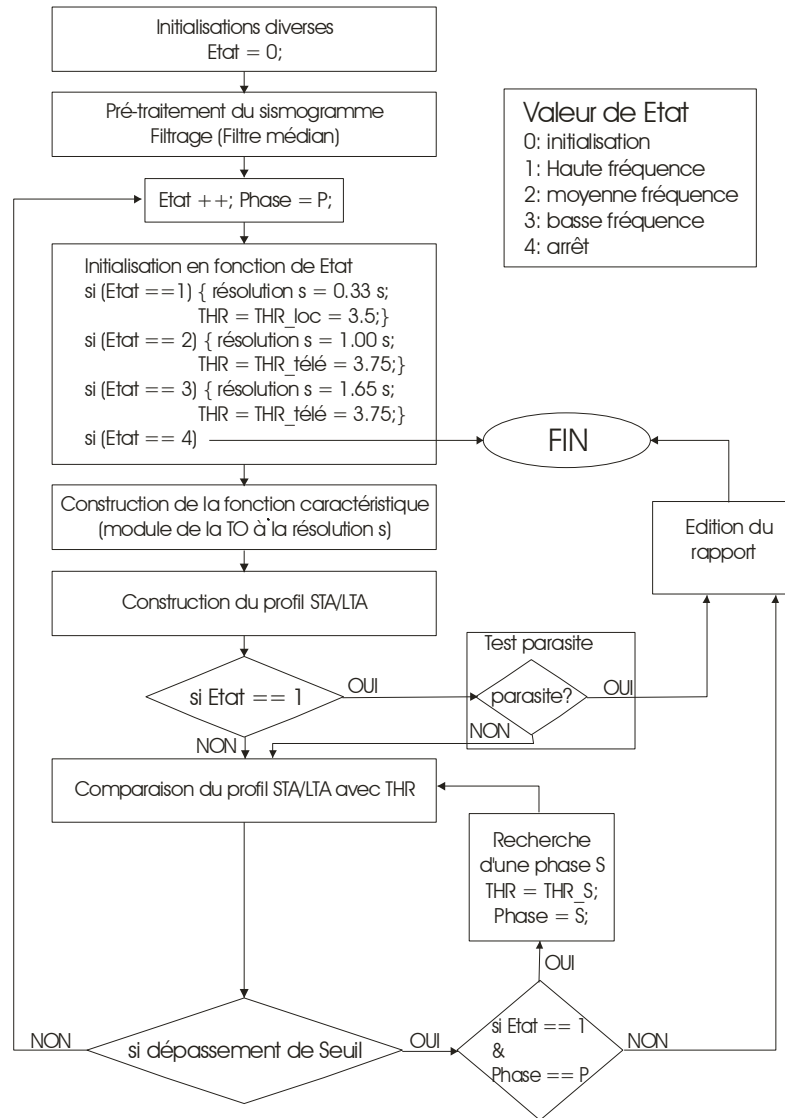 Initialisations diverses
Etat = 0;
Pré-traitement du sismogramme
Filtrage (Filtre médian)
Etat ++; Phase = P;
Valeur de Etat
0: initialisation
1: Haute fréquence
2: moyenne fréquence
3: basse fréquence
4: arrêt
Initialisation en fonction de Etat
si (Etat ==1) { résolution s = 0.33 s;
THR = THR_loc = 3.5;}
si (Etat == 2) { résolution s = 1.00 s;
THR = THR_télé = 3.75;}
si (Etat == 3) { résolution s = 1.65 s;
THR = THR_télé = 3.75;}
si (Etat == 4)
FIN
Construction de la fonction caractéristique
(module de la TO à la résolution s)
Edition du
rapport
Construction du profil STA/LTA
Test parasite
si Etat == 1
OUI
parasite?
OUI
NON
NON
Comparaison du profil STA/LTA avec THR
Recherche
d'une phase S
THR = THR_S;
Phase = S;
OUI
NON
si dépassement de Seuil
OUI
si Etat == 1
&
Phase == P
NON